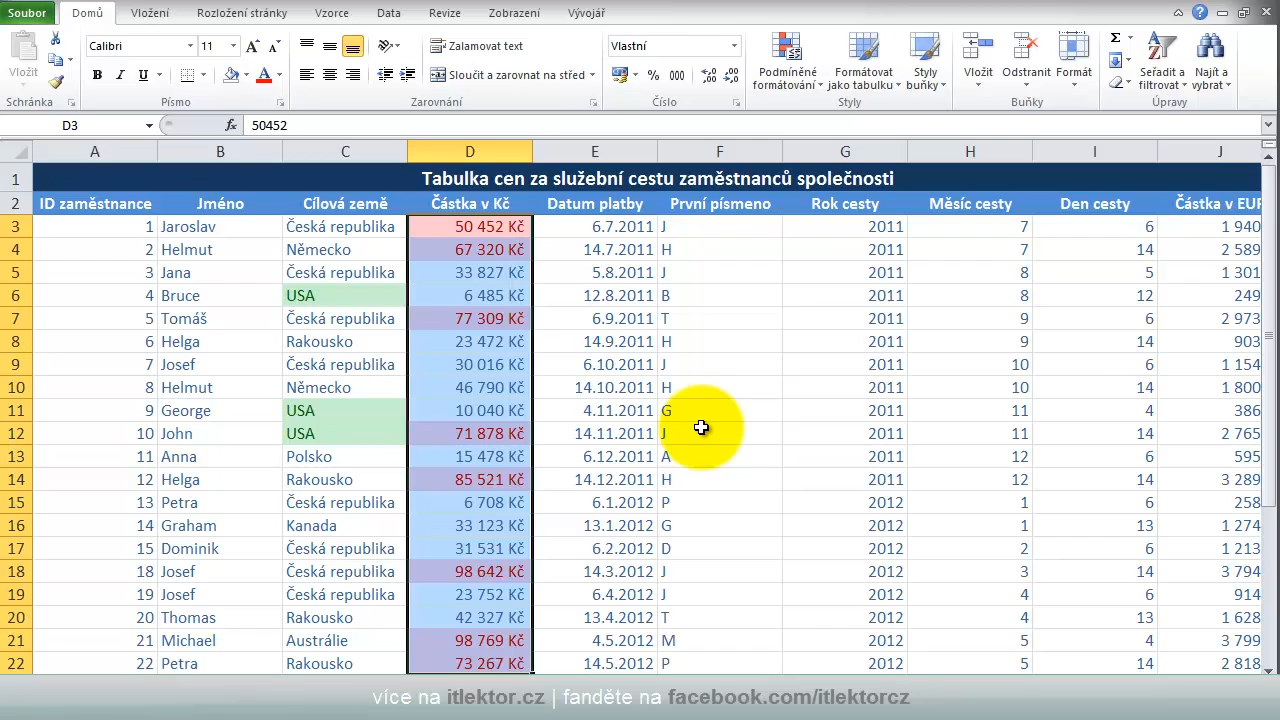 Soubor Domů Vložení Rozložení stránky Vzorce Data Revize Zobrazení Vývojář
Vložit Calibri 11 Zalamovat text Vlastní Podmíněné formátování Formátovat jako tabulku Styly buňky Vložit Odstranit Formát Seřadit a filtrovat Najít a vybrat
B I U Sloučit a zarovnat na střed % 000
Schránka Písmo Zarovnání Číslo Styly Buňky Úpravy
D3 fx 50452
A B C D E F G H I J
1 Tabulka cen za služební cestu zaměstnanců společnosti
2 ID zaměstnance Jméno Cílová země Částka v Kč Datum platby První písmeno Rok cesty Měsíc cesty Den cesty Částka v EUR
3 1 Jaroslav Česká republika 50 452 Kč 6.7.2011 J 2011 7 6 1 940
4 2 Helmut Německo 67 320 Kč 14.7.2011 H 2011 7 14 2 589
5 3 Jana Česká republika 33 827 Kč 5.8.2011 J 2011 8 5 1 301
6 4 Bruce USA 6 485 Kč 12.8.2011 B 2011 8 12 249
7 5 Tomáš Česká republika 77 309 Kč 6.9.2011 T 2011 9 6 2 973
8 6 Helga Rakousko 23 472 Kč 14.9.2011 H 2011 9 14 903
9 7 Josef Česká republika 30 016 Kč 6.10.2011 J 2011 10 6 1 154
10 8 Helmut Německo 46 790 Kč 14.10.2011 H 2011 10 14 1 800
11 9 George USA 10 040 Kč 4.11.2011 G 2011 11 4 386
12 10 John USA 71 878 Kč 14.11.2011 J 2011 11 14 2 765
13 11 Anna Polsko 15 478 Kč 6.12.2011 A 2011 12 6 595
14 12 Helga Rakousko 85 521 Kč 14.12.2011 H 2011 12 14 3 289
15 13 Petra Česká republika 6 708 Kč 6.1.2012 P 2012 1 6 258
16 14 Graham Kanada 33 123 Kč 13.1.2012 G 2012 1 13 1 274
17 15 Dominik Česká republika 31 531 Kč 6.2.2012 D 2012 2 6 1 213
18 18 Josef Česká republika 98 642 Kč 14.3.2012 J 2012 3 14 3 794
19 19 Josef Česká republika 23 752 Kč 6.4.2012 J 2012 4 6 914
20 20 Thomas Rakousko 42 327 Kč 13.4.2012 T 2012 4 13 1 628
21 21 Michael Austrálie 98 769 Kč 4.5.2012 M 2012 5 4 3 799
22 22 Petra Rakousko 73 267 Kč 14.5.2012 P 2012 5 14 2 818
více na itlektor.cz | fanděte na facebook.com/itlektorcz